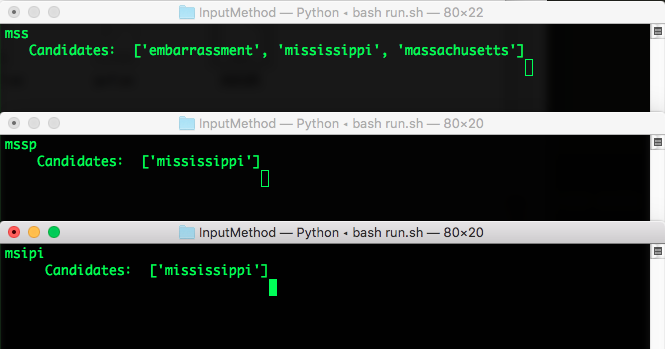 InputMethod — Python ◂ bash run.sh — 80×22
mss
Candidates:  ['embarrassment', 'mississippi', 'massachusetts']
InputMethod — Python ◂ bash run.sh — 80×20
mssp
Candidates:  ['mississippi']
InputMethod — Python ◂ bash run.sh — 80×20
msipi
Candidates:  ['mississippi']